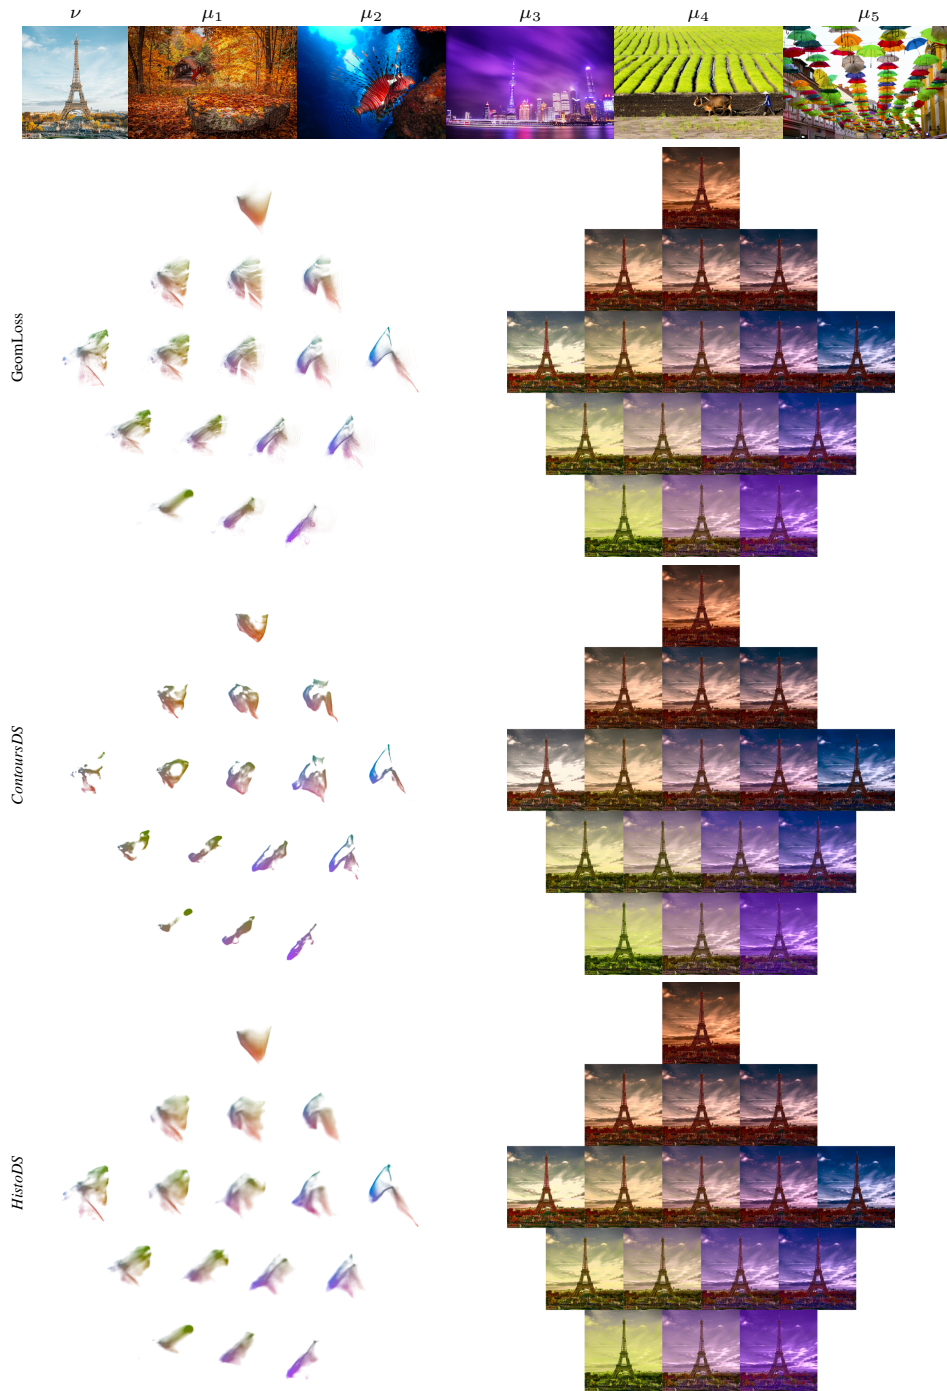 ν μ₁ μ₂ μ₃ μ₄ μ₅
GeomLoss
ContoursDS
HistoDS